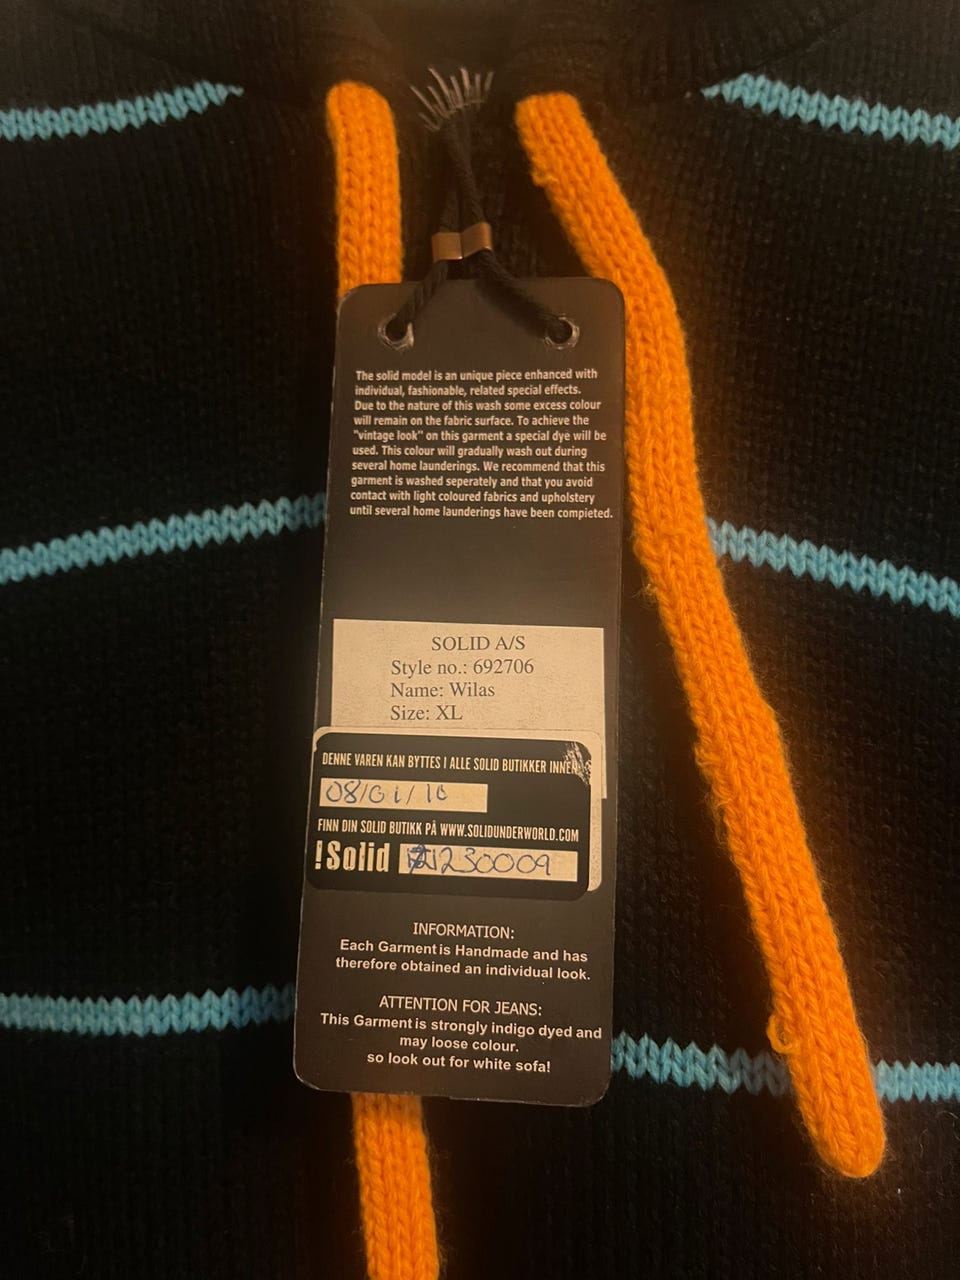 The solid model is an unique piece enhanced with
individual, fashionable, related special effects.
Due to the nature of this wash some excess colour
will remain on the fabric surface. To achieve the
"vintage look" on this garment a special dye will be
used. This colour will gradually wash out during
several home launderings. We recommend that this
garment is washed seperately and that you avoid
contact with light coloured fabrics and upholstery
until several home launderings have been completed.
SOLID A/S
Style no.: 692706
Name: Wilas
Size: XL
DENNE VAREN KAN BYTTES I ALLE SOLID BUTIKKER
08/01/10
FINN DIN SOLID BUTIKK PÅ WWW.SOLIDUNDERWORLD.COM
!Solid
INFORMATION:
Each Garment is Handmade and has
therefore obtained an individual look.
ATTENTION FOR JEANS:
This Garment is strongly indigo dyed and
may loose colour.
so look out for white sofa!